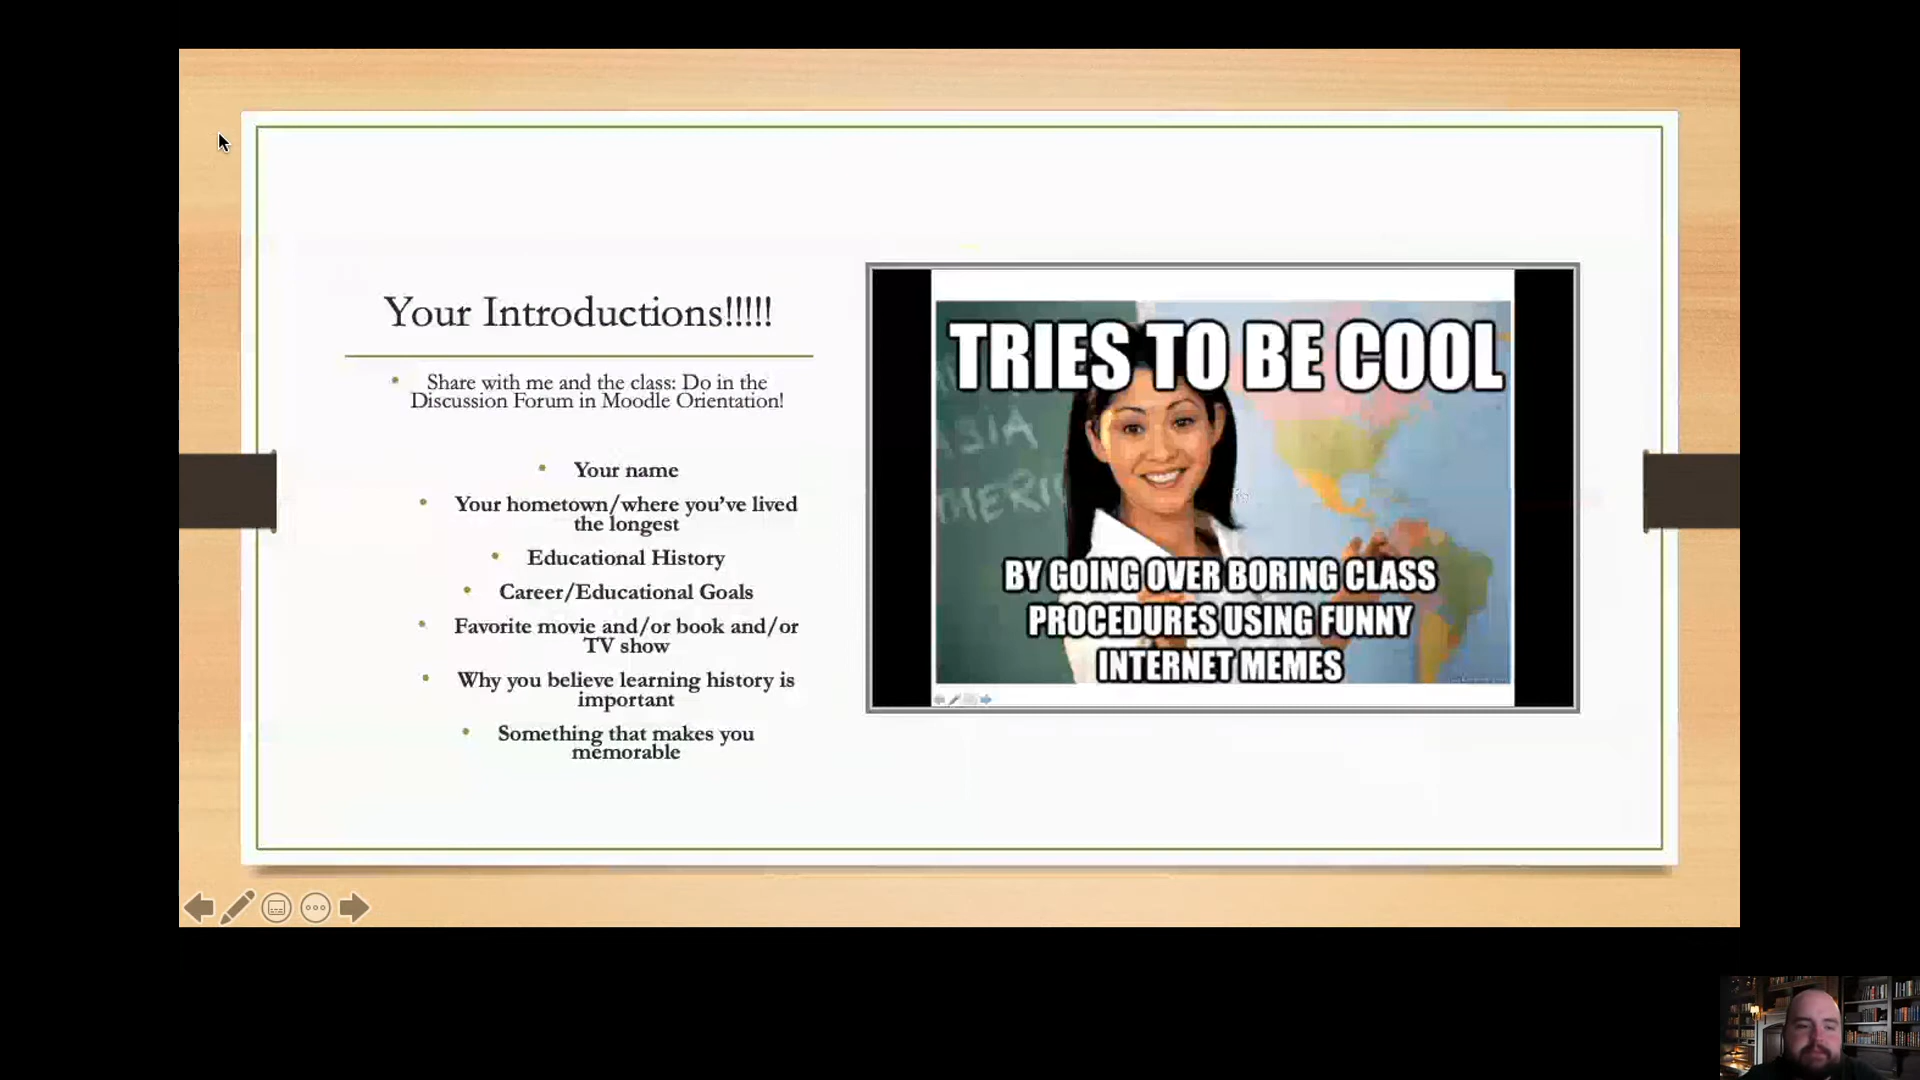 Your Introductions!!!!!
Share with me and the class: Do in the
Discussion Forum in Moodle Orientation!
Your name
Your hometown/where you’ve lived
the longest
Educational History
Career/Educational Goals
Favorite movie and/or book and/or
TV show
Why you believe learning history is
important
Something that makes you
memorable
TRIES TO BE COOL
ASIA
BY GOING OVER BORING CLASS
PROCEDURES USING FUNNY
INTERNET MEMES